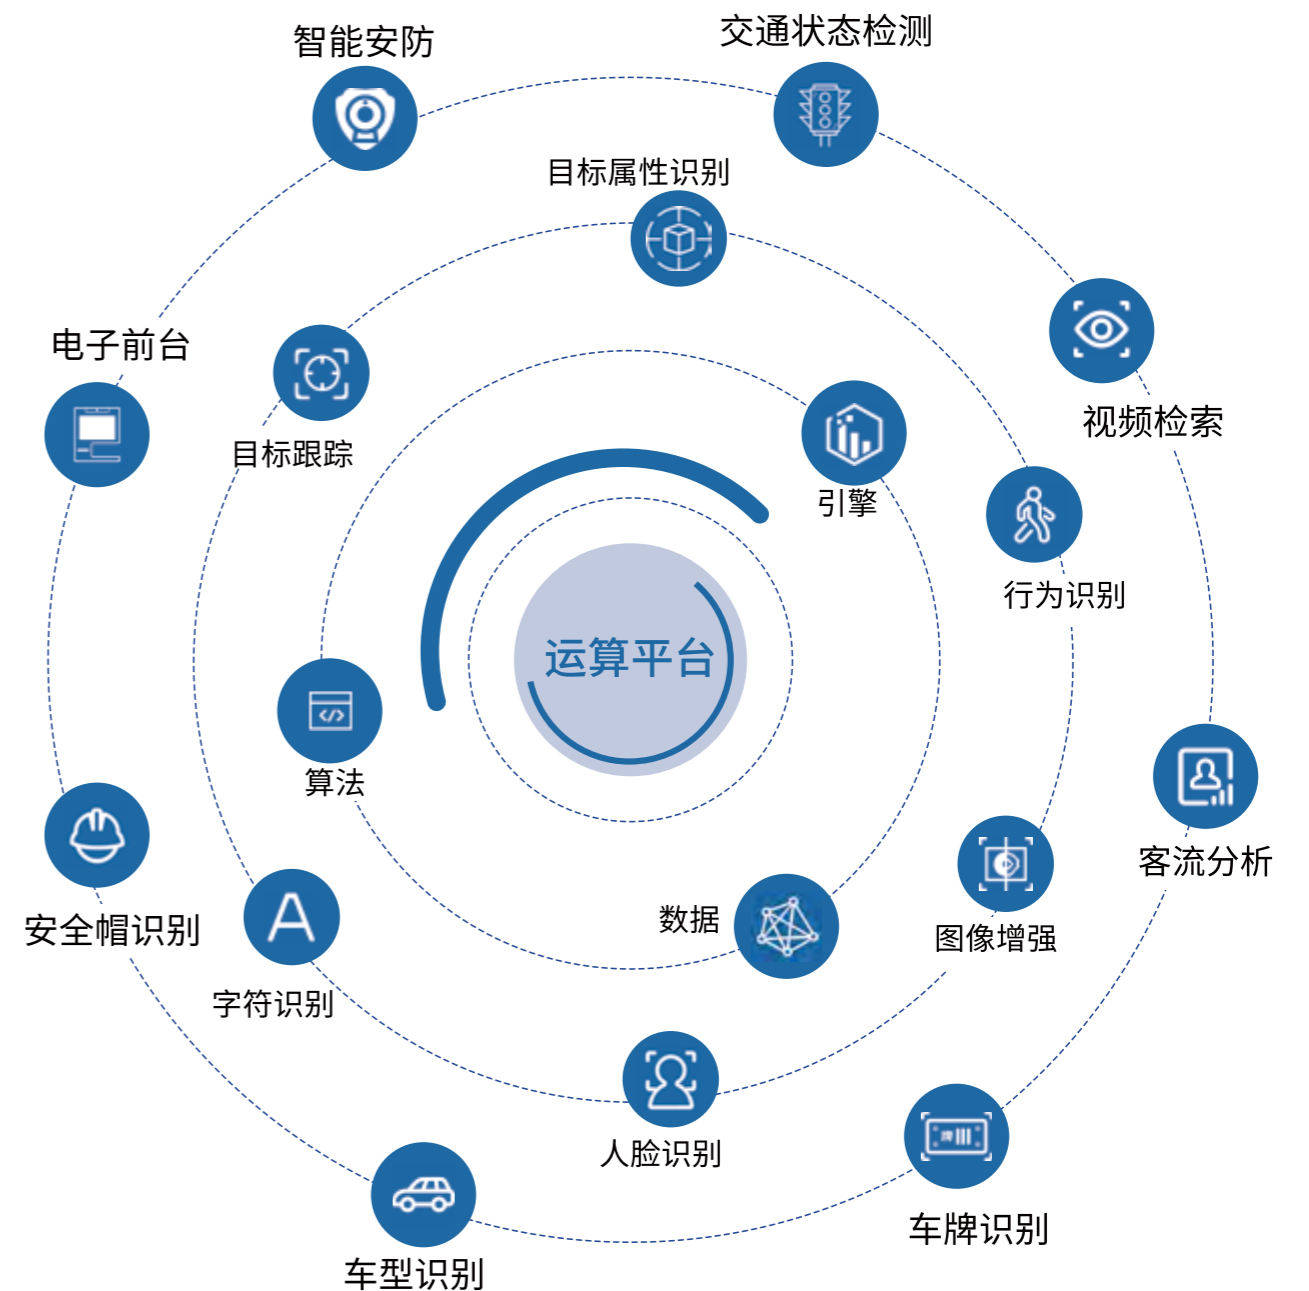 交通状态检测
智能安防
目标属性识别
电子前台
视频检索
目标跟踪
引擎
行为识别
运算平台
</>
算法
客流分析
数据
安全帽识别
A
图像增强
字符识别
人脸识别
车牌识别
车型识别